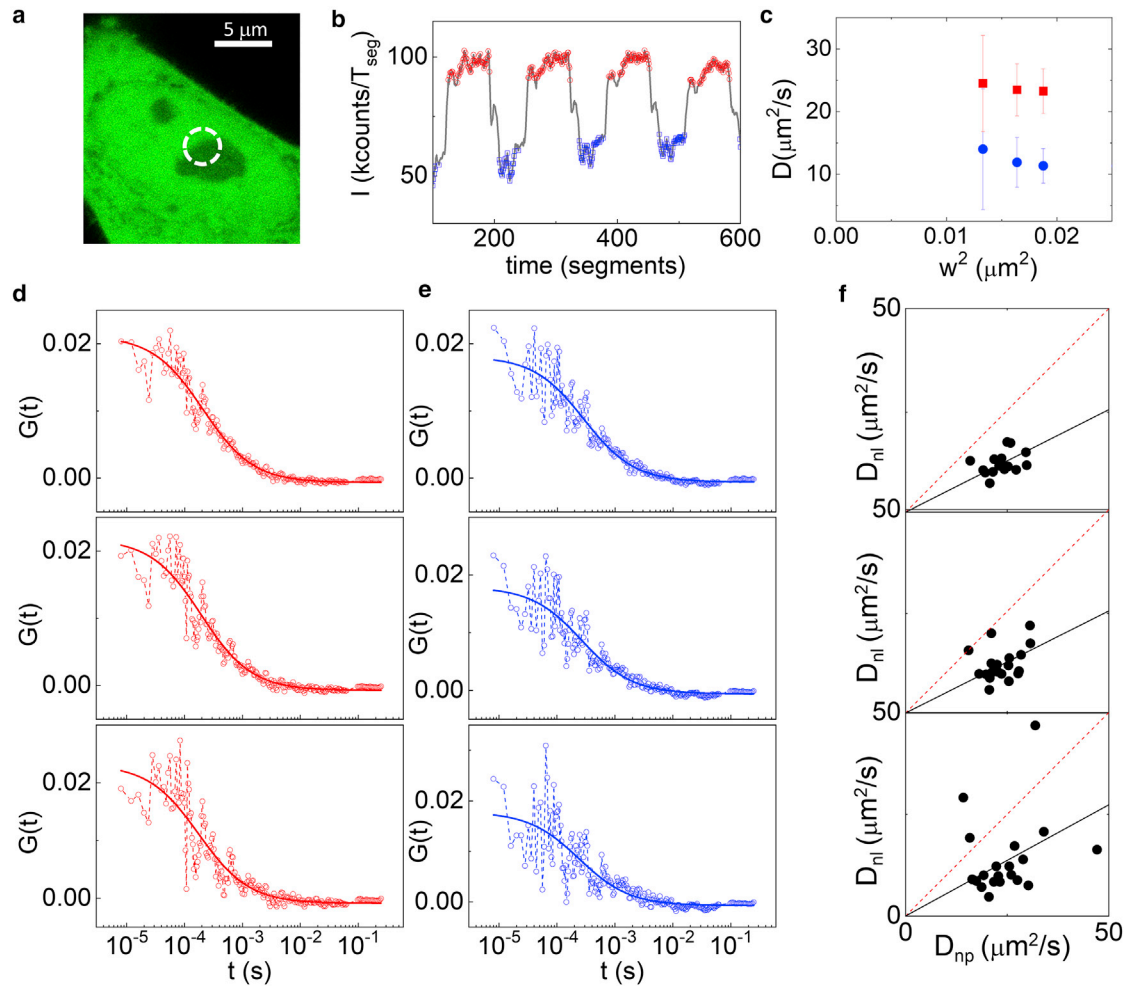 a
5 μm
b
100
50
I (kcounts/T_seg)
200 400 600
time (segments)
c
30
20
10
D(μm²/s)
0.00 0.01 0.02
w² (μm²)
d
0.02
0.00
G(t)
0.02
0.00
G(t)
0.02
0.00
G(t)
10⁻⁵ 10⁻⁴ 10⁻³ 10⁻² 10⁻¹
t (s)
e
0.02
0.00
G(t)
0.02
0.00
G(t)
0.02
0.00
G(t)
10⁻⁵ 10⁻⁴ 10⁻³ 10⁻² 10⁻¹
t (s)
f
50
D_nl (μm²/s)
50
D_nl (μm²/s)
50
D_nl (μm²/s)
0
0 50
D_np (μm²/s)